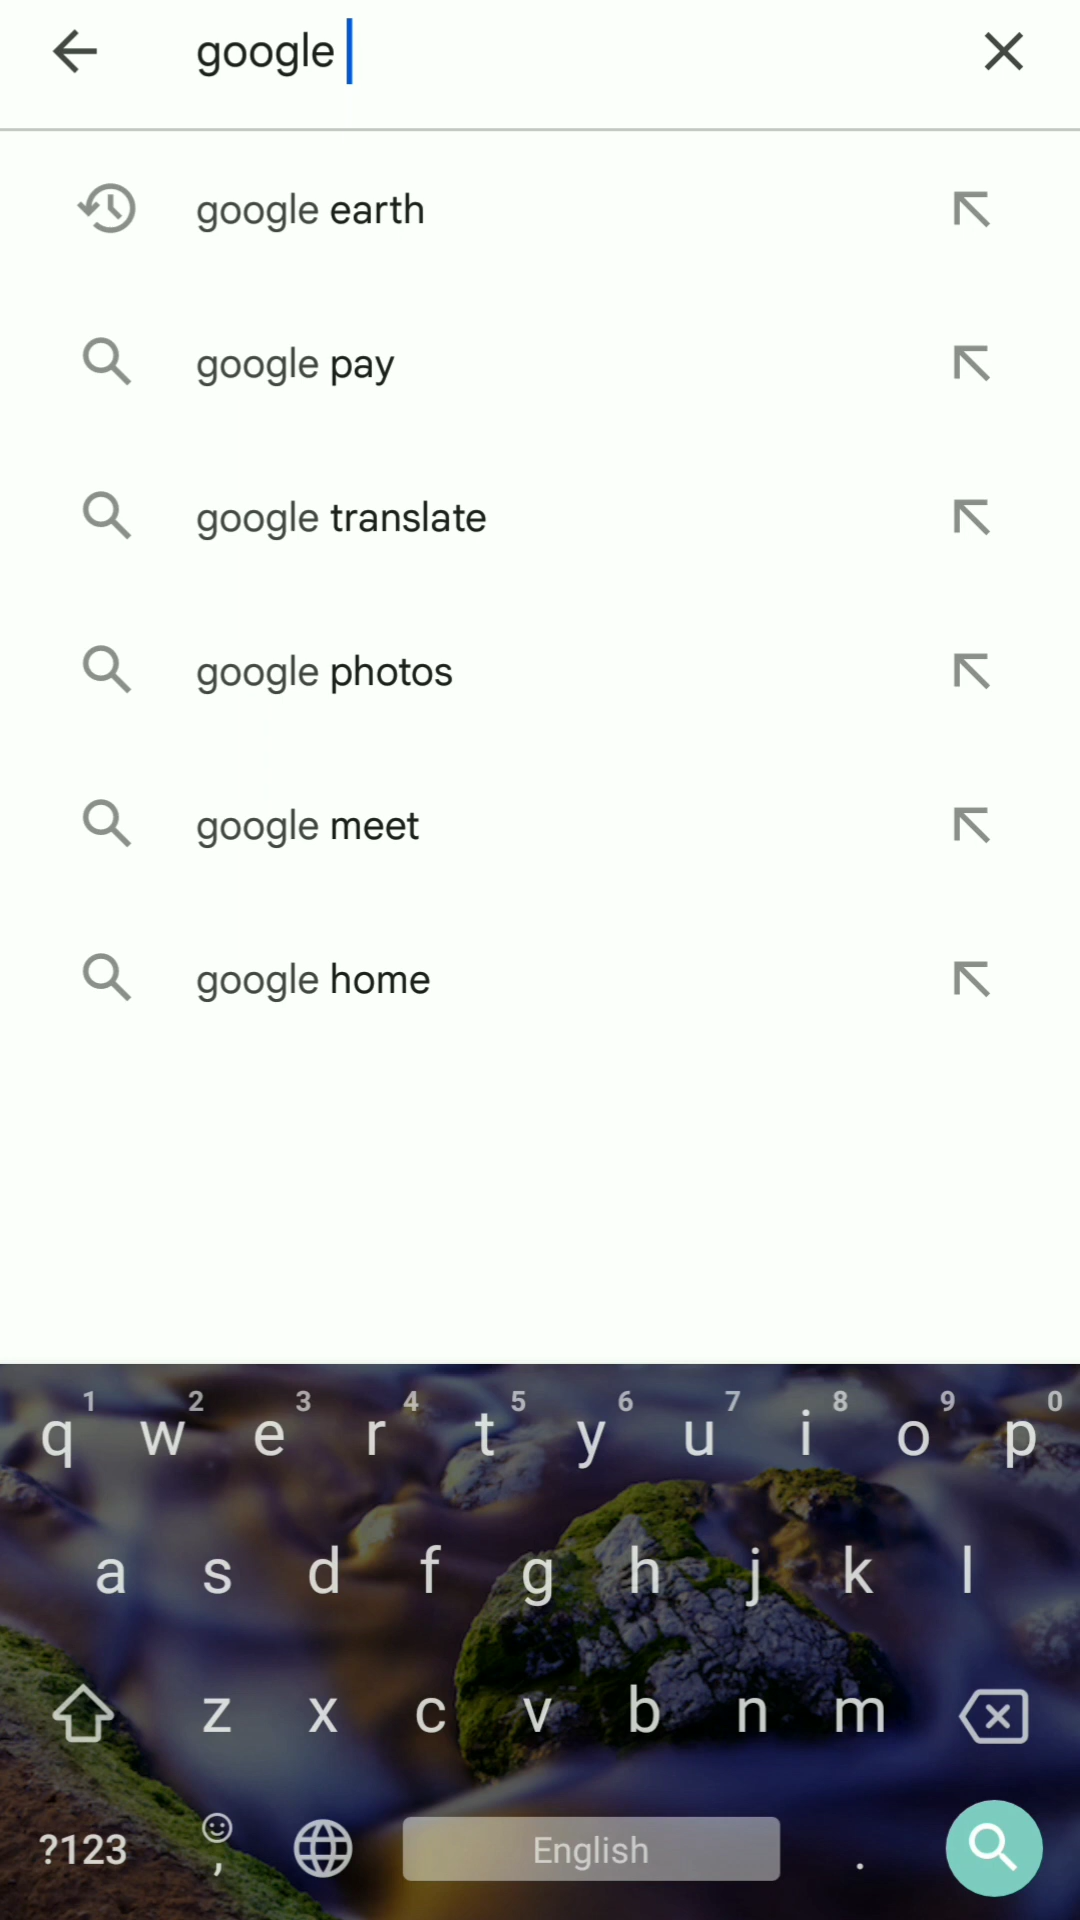 google
google earth
google pay
google translate
google photos
google meet
google home
1 2 3 4 5 6 7 8 9 0
q w e r t y u i o p
a s d f g h j k l
z x c v b n m
?123 , English .